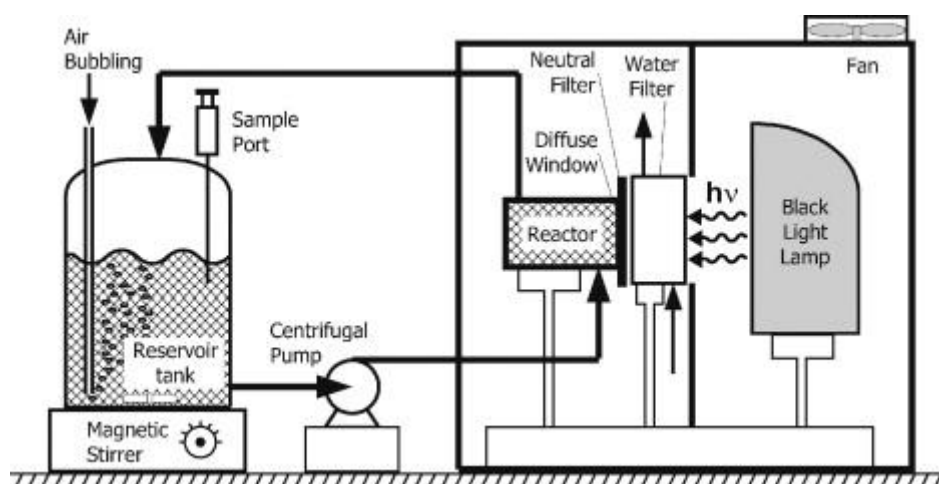 Air
Bubbling
Sample
Port
Reservoir
tank
Magnetic
Stirrer
Centrifugal
Pump
Reactor
Neutral
Filter
Diffuse
Window
Water
Filter
hν
Black
Light
Lamp
Fan